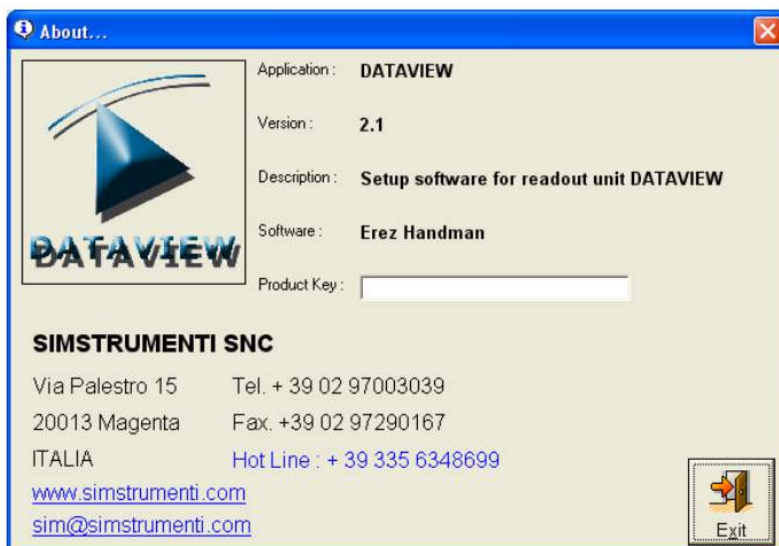 About...
Application : DATAVIEW
Version : 2.1
Description : Setup software for readout unit DATAVIEW
Software : Erez Handman
DATAVIEW
Product Key :
SIMSTRUMENTI SNC
Via Palestro 15 Tel. + 39 02 97003039
20013 Magenta Fax. +39 02 97290167
ITALIA Hot Line : + 39 335 6348699
www.simstrumenti.com
sim@simstrumenti.com
Exit